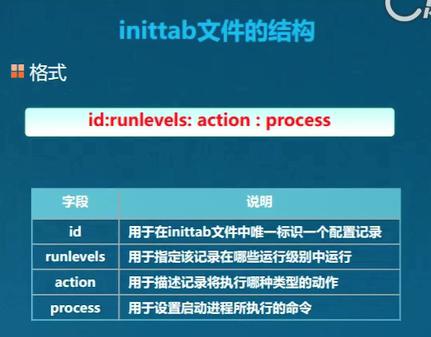 inittab文件的结构
格式
id:runlevels: action : process
字段 说明
id 用于在inittab文件中唯一标识一个配置记录
runlevels 用于指定该记录在哪些运行级别中运行
action 用于描述记录将执行哪种类型的动作
process 用于设置启动进程所执行的命令